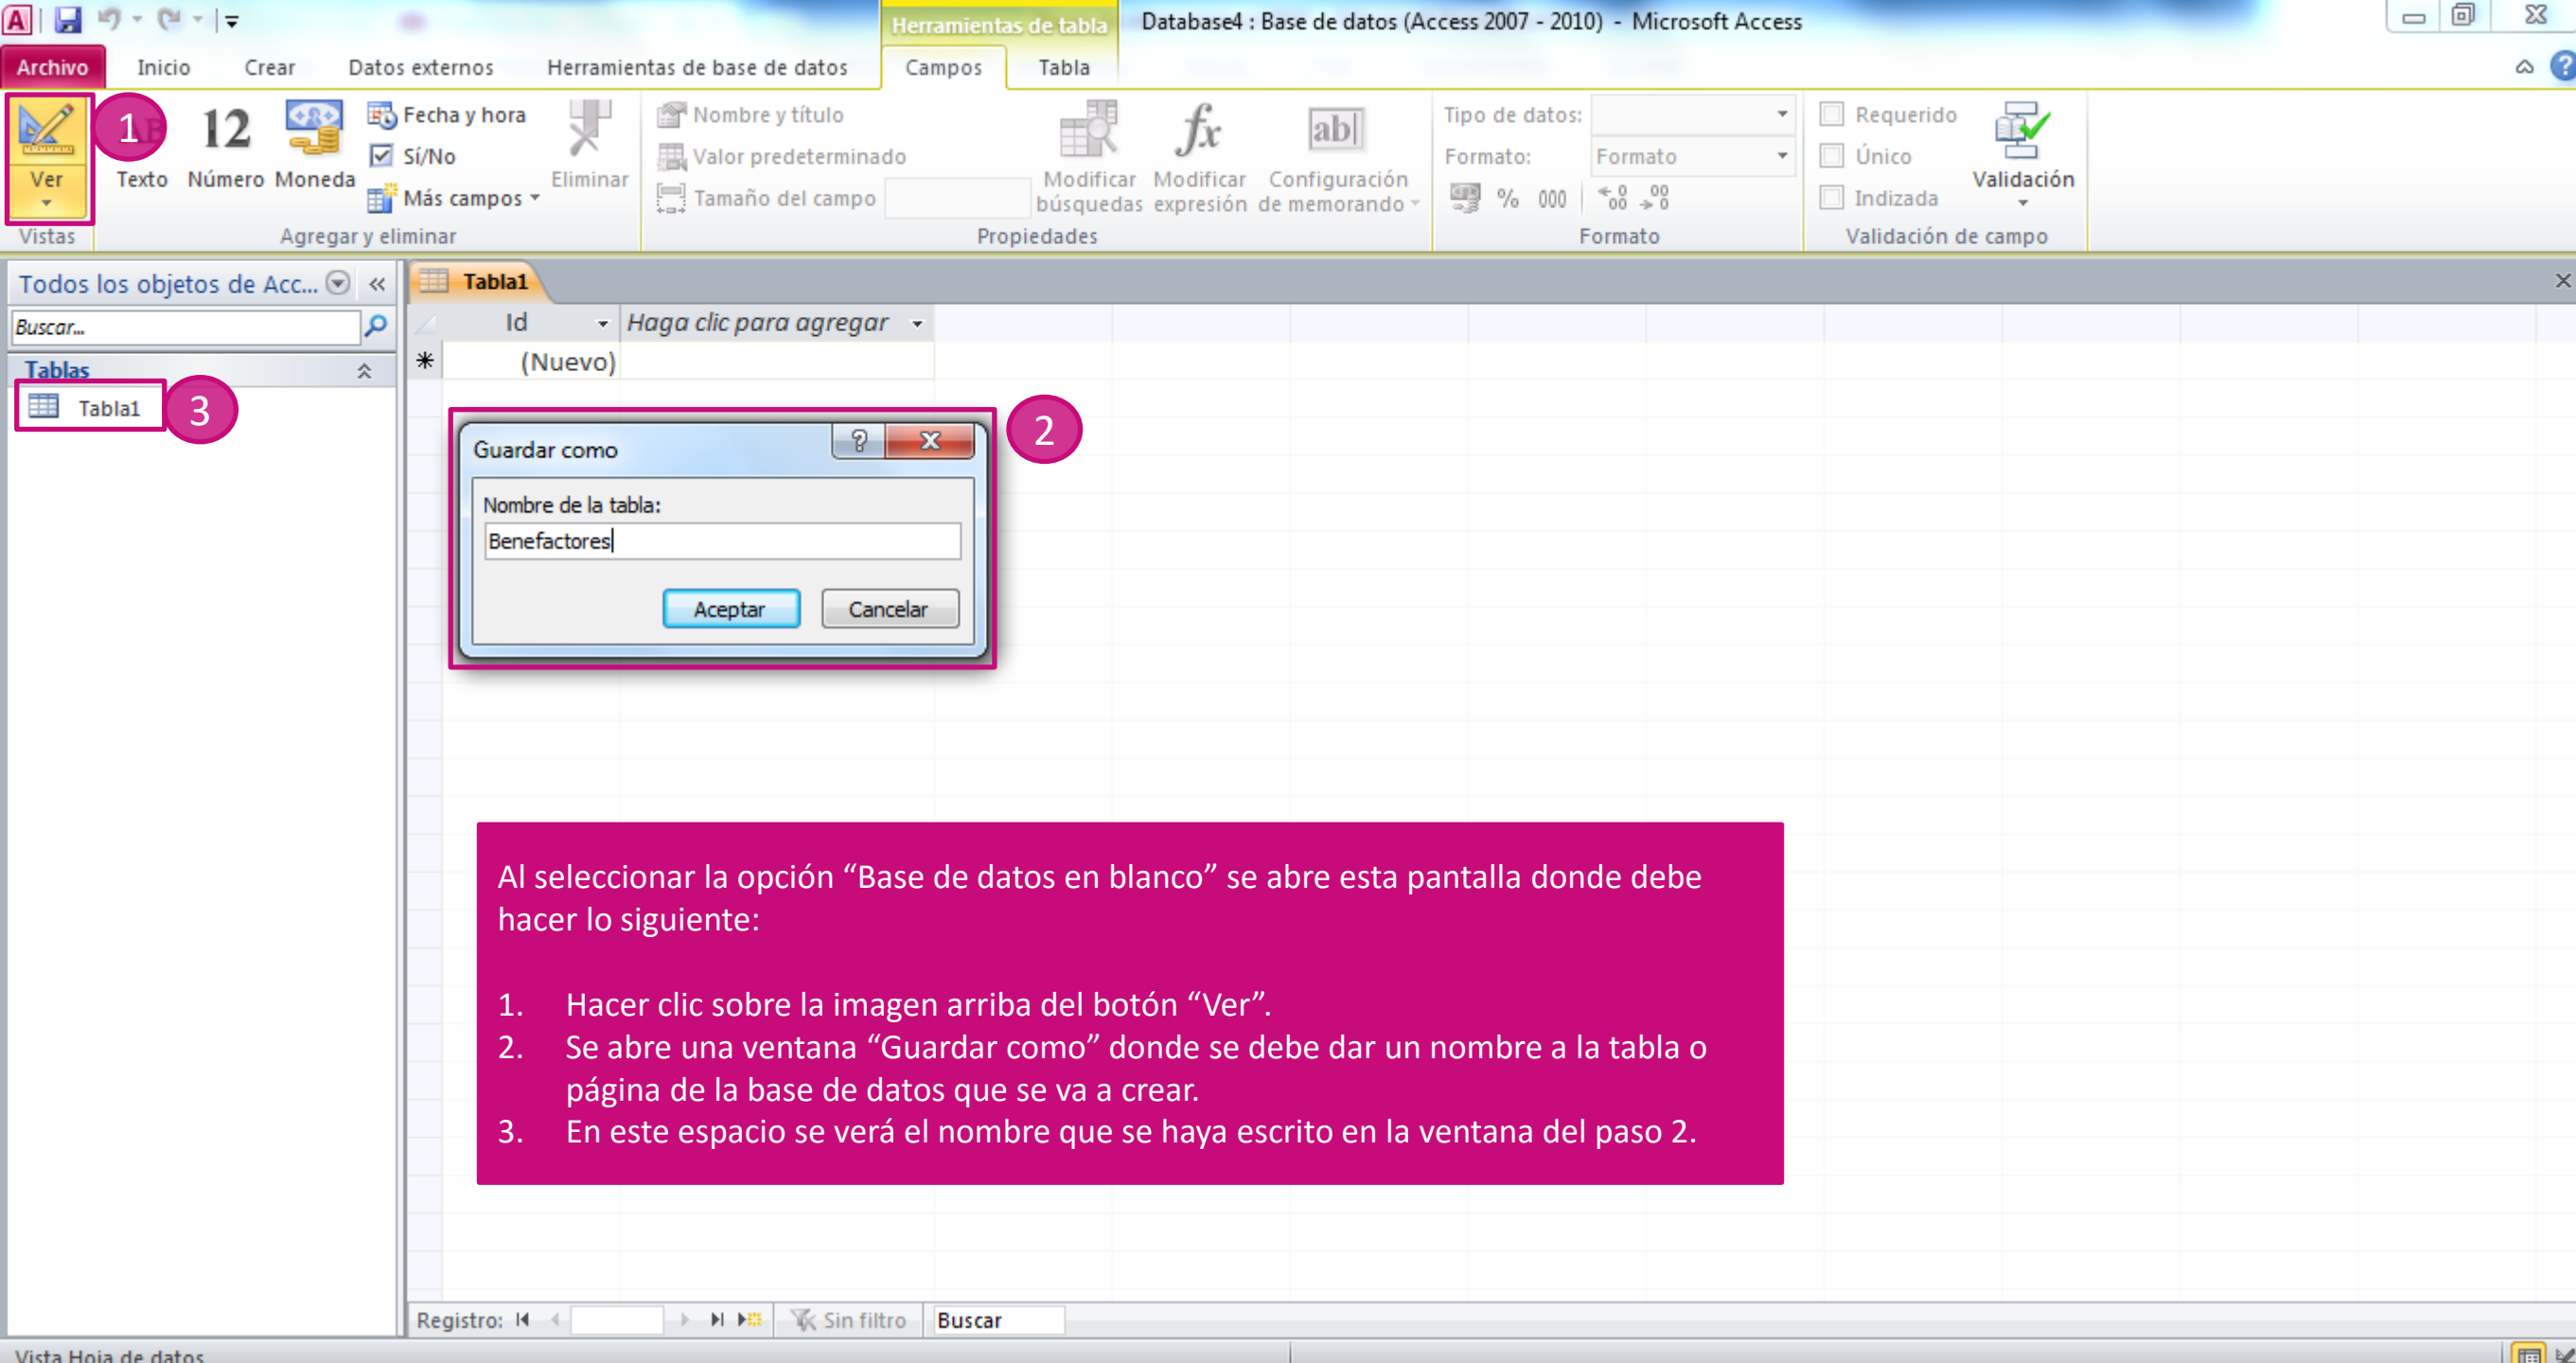 Herramientas de tabla
Database4 : Base de datos (Access 2007 - 2010) - Microsoft Access
Archivo Inicio Crear Datos externos Herramientas de base de datos Campos Tabla
Ver
Vistas
1
Texto
12
Número
Moneda
Fecha y hora
Sí/No
Más campos
Eliminar
Agregar y eliminar
Nombre y título
Valor predeterminado
Tamaño del campo
Modificar búsquedas
fx
Modificar expresión
ab|
Configuración de memorando
Propiedades
Tipo de datos:
Formato: Formato
% 000
Formato
Requerido
Único
Indizada
Validación
Validación de campo
Todos los objetos de Acc...
Buscar...
Tablas
Tabla1
3
Tabla1
Id Haga clic para agregar
* (Nuevo)
2
Guardar como
Nombre de la tabla:
Benefactores
Aceptar Cancelar
Al seleccionar la opción “Base de datos en blanco” se abre esta pantalla donde debe
hacer lo siguiente:
1. Hacer clic sobre la imagen arriba del botón “Ver”.
2. Se abre una ventana “Guardar como” donde se debe dar un nombre a la tabla o
página de la base de datos que se va a crear.
3. En este espacio se verá el nombre que se haya escrito en la ventana del paso 2.
Registro: Sin filtro Buscar
Vista Hoja de datos